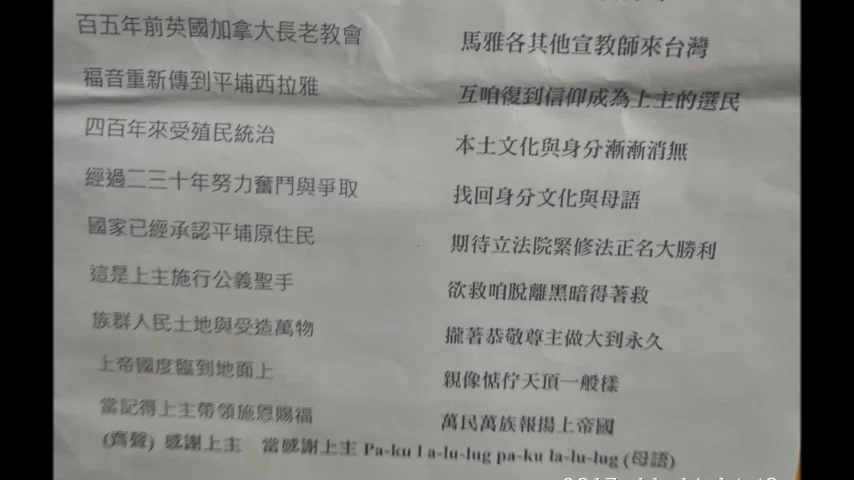 百五年前英國加拿大長老教會 馬雅各其他宣教師來台灣
福音重新傳到平埔西拉雅 互咱復到信仰成為上主的選民
四百年來受殖民統治 本土文化與身分漸漸消無
經過二三十年努力奮鬥與爭取 找回身分文化與母語
國家已經承認平埔原住民 期待立法院緊修法正名大勝利
這是上主施行公義聖手 欲救咱脫離黑暗得著救
族群人民土地與受造萬物 攏著恭敬尊主做大到永久
上帝國度臨到地面上 親像惦佇天頂一般樣
當記得上主帶領施恩賜福 萬民萬族報揚上帝國
(齊聲) 感謝上主 當感謝上主 Pa-ku l a-lu-lug pa-ku la-lu-lug (母語)